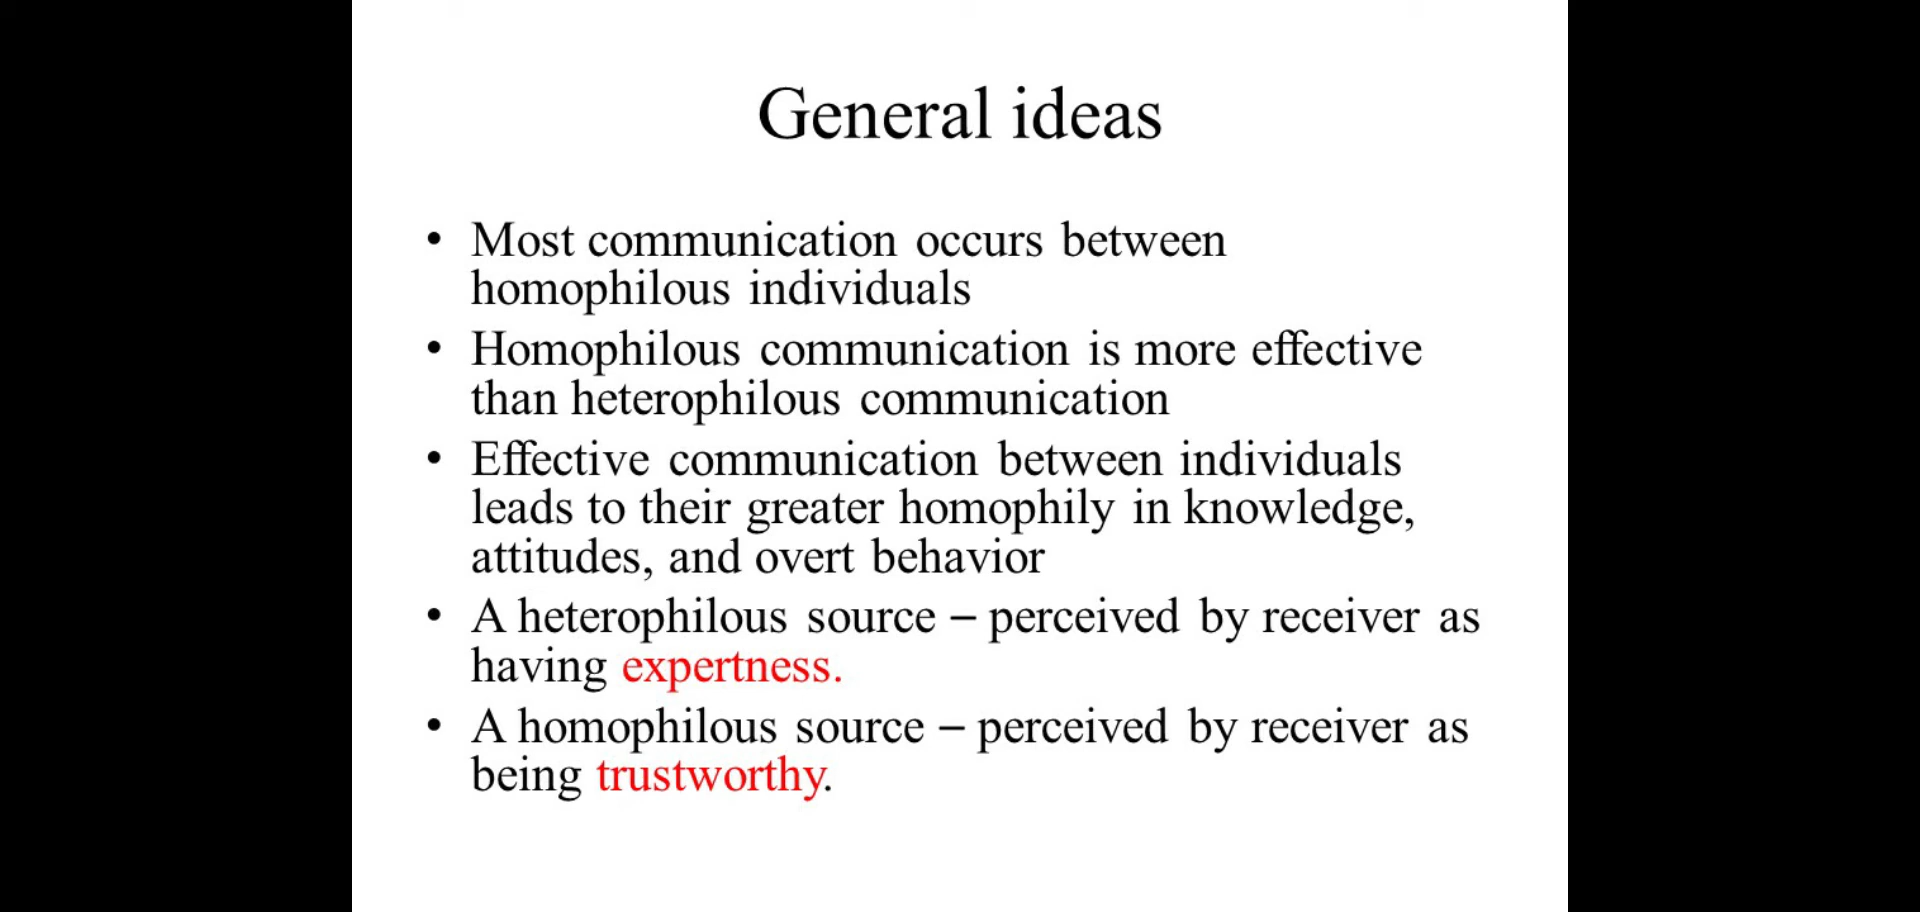 General ideas
• Most communication occurs between
homophilous individuals
• Homophilous communication is more effective
than heterophilous communication
• Effective communication between individuals
leads to their greater homophily in knowledge,
attitudes, and overt behavior
• A heterophilous source – perceived by receiver as
having expertness.
• A homophilous source – perceived by receiver as
being trustworthy.